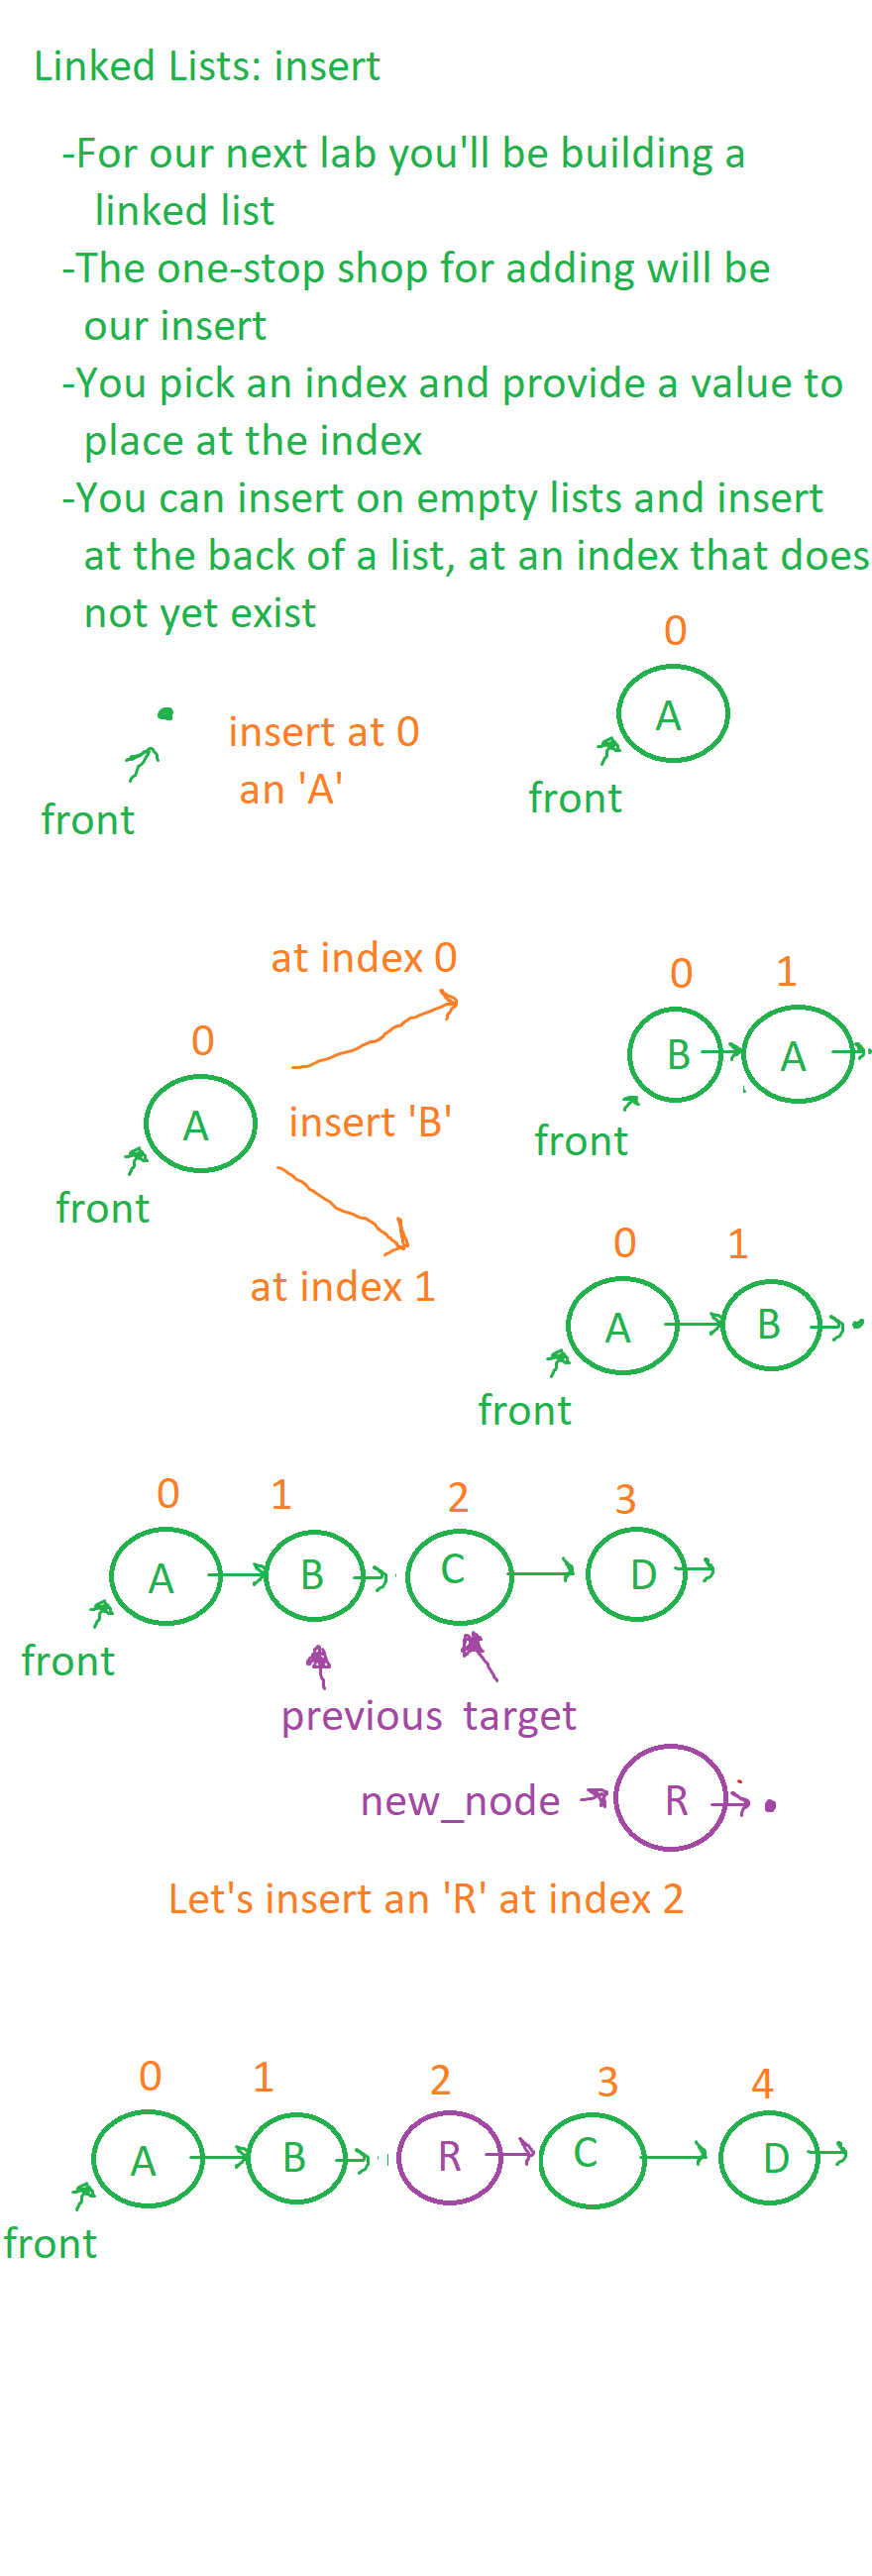 Linked Lists: insert
-For our next lab you'll be building a
linked list
-The one-stop shop for adding will be
our insert
-You pick an index and provide a value to
place at the index
-You can insert on empty lists and insert
at the back of a list, at an index that does
not yet exist
0
A
insert at 0
an 'A'
front
front
at index 0
0 1
0
B A
A
insert 'B'
front
front
at index 1
0 1
A B
front
0 1 2 3
A B C D
front
previous target
new_node R
Let's insert an 'R' at index 2
0 1 2 3 4
A B R C D
front